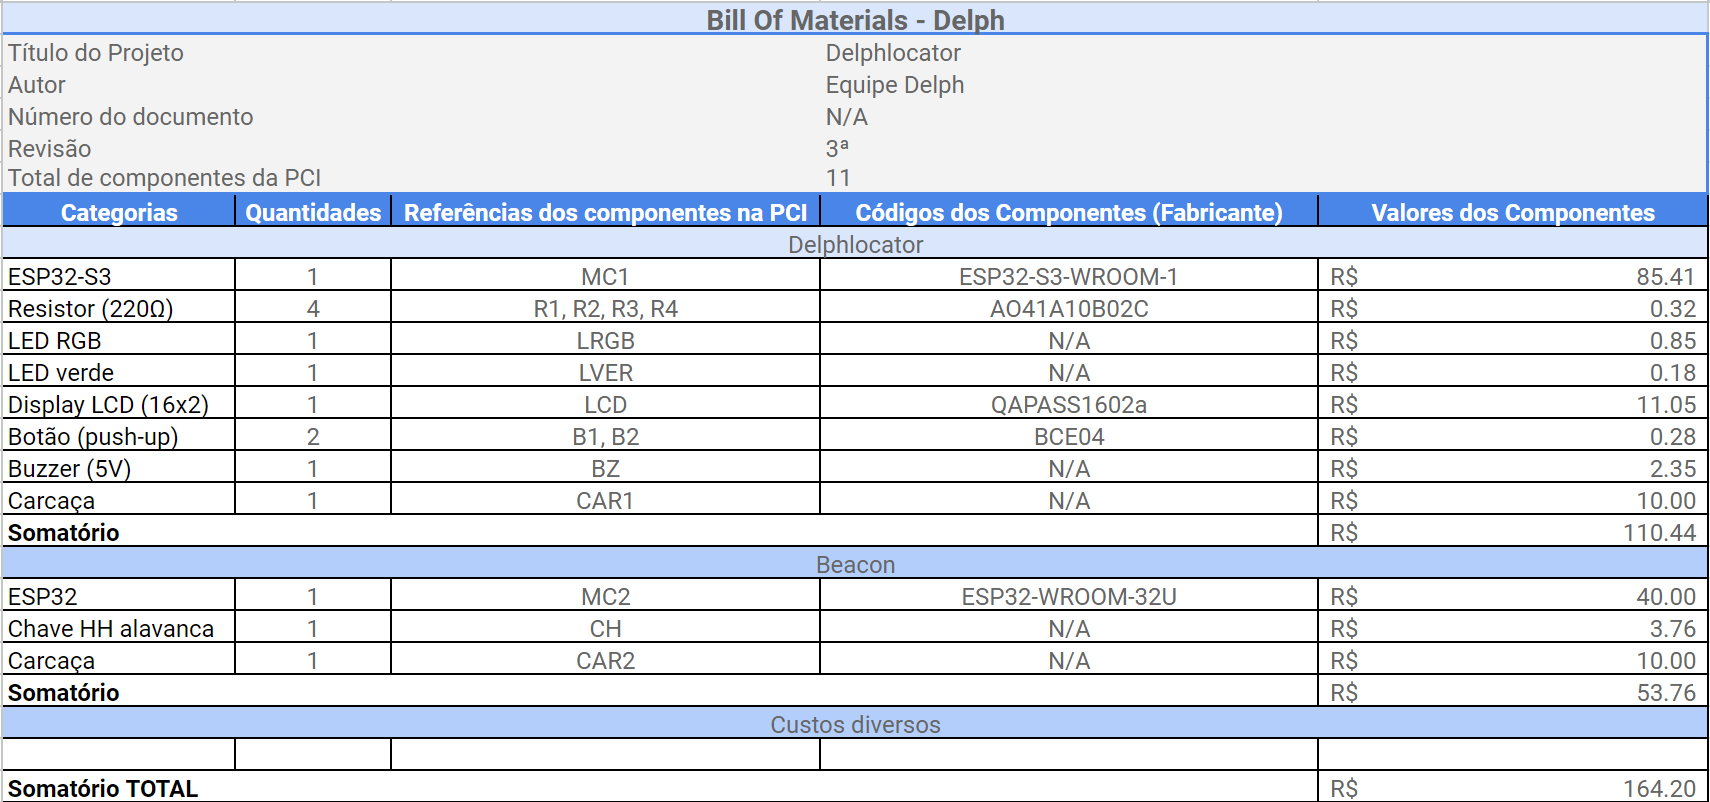 Bill Of Materials - Delph
Título do Projeto Delphlocator
Autor Equipe Delph
Número do documento N/A
Revisão 3ª
Total de componentes da PCI 11
Categorias Quantidades Referências dos componentes na PCI Códigos dos Componentes (Fabricante) Valores dos Componentes
Delphlocator
ESP32-S3 1 MC1 ESP32-S3-WROOM-1 R$ 85.41
Resistor (220Ω) 4 R1, R2, R3, R4 AO41A10B02C R$ 0.32
LED RGB 1 LRGB N/A R$ 0.85
LED verde 1 LVER N/A R$ 0.18
Display LCD (16x2) 1 LCD QAPASS1602a R$ 11.05
Botão (push-up) 2 B1, B2 BCE04 R$ 0.28
Buzzer (5V) 1 BZ N/A R$ 2.35
Carcaça 1 CAR1 N/A R$ 10.00
Somatório R$ 110.44
Beacon
ESP32 1 MC2 ESP32-WROOM-32U R$ 40.00
Chave HH alavanca 1 CH N/A R$ 3.76
Carcaça 1 CAR2 N/A R$ 10.00
Somatório R$ 53.76
Custos diversos
Somatório TOTAL R$ 164.20